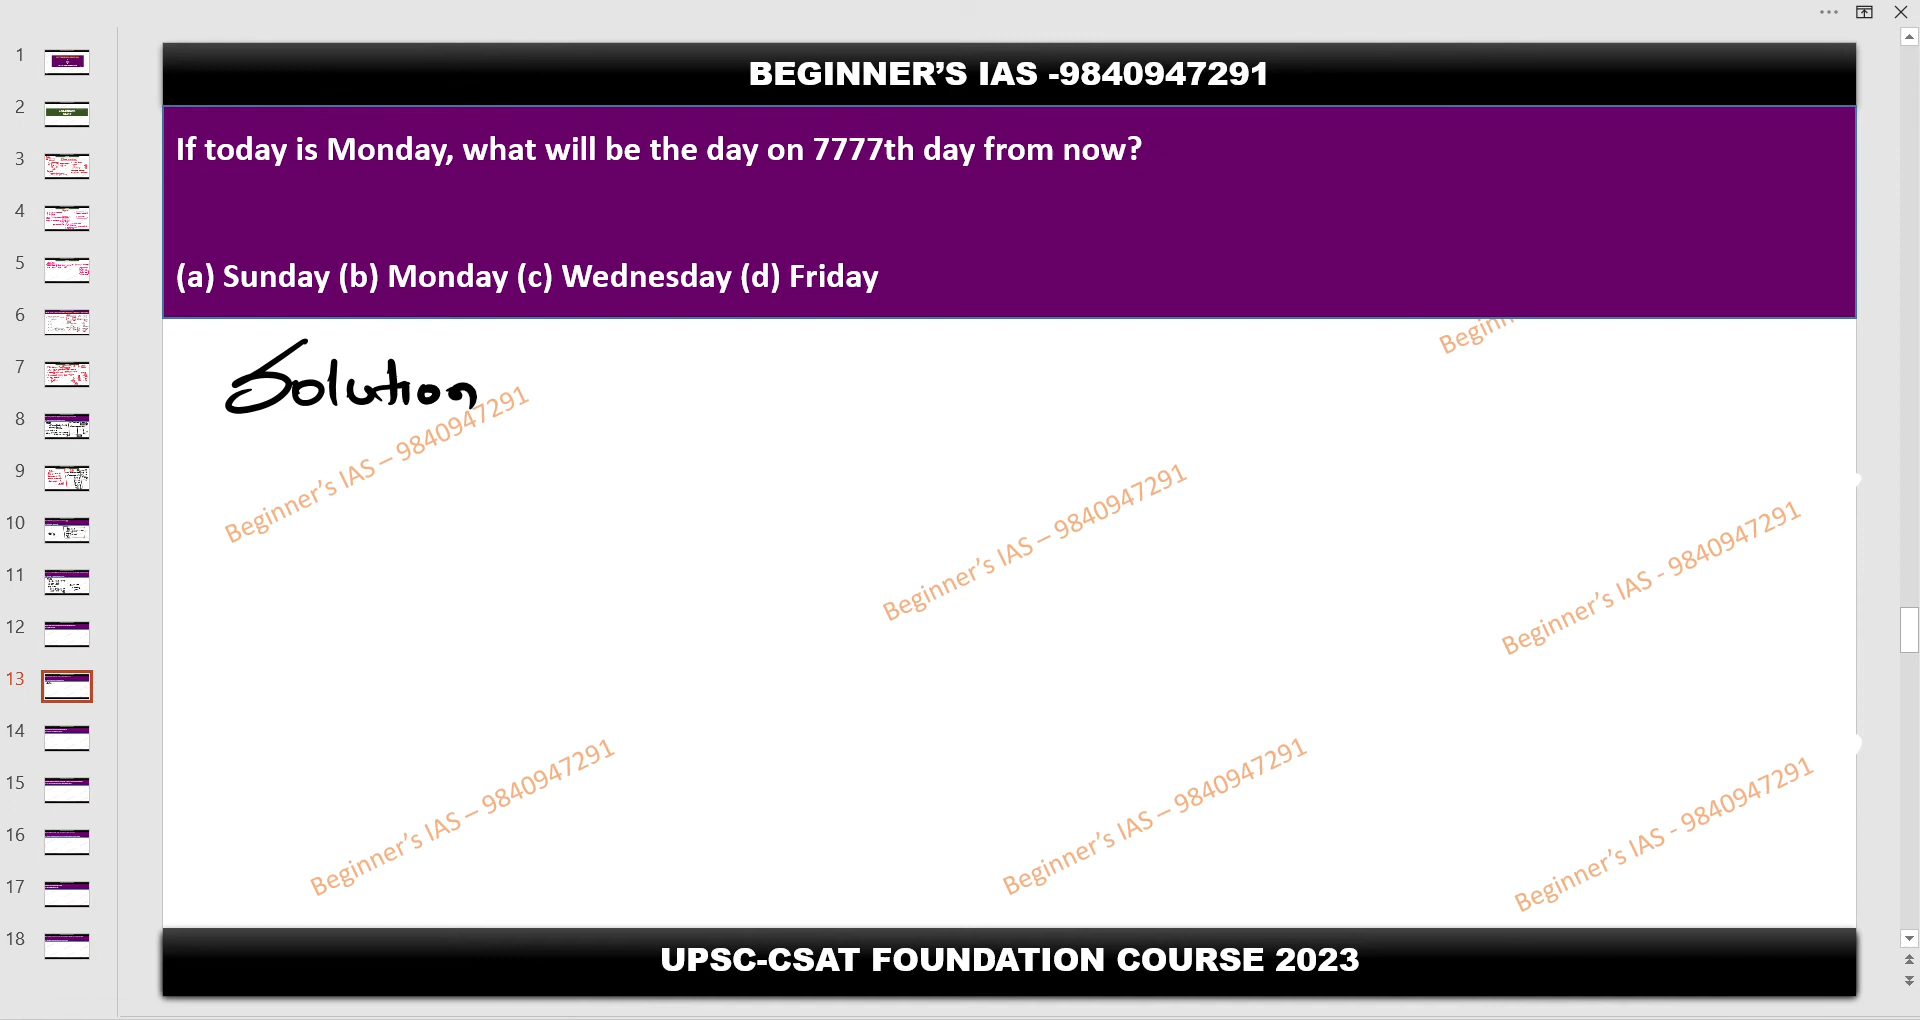 BEGINNER’S IAS -9840947291
If today is Monday, what will be the day on 7777th day from now?
(a) Sunday (b) Monday (c) Wednesday (d) Friday
Solution
Beginn
Beginner’s IAS – 9840947291
Beginner’s IAS – 9840947291
Beginner’s IAS - 9840947291
Beginner’s IAS – 9840947291
Beginner’s IAS – 9840947291
Beginner’s IAS - 9840947291
UPSC-CSAT FOUNDATION COURSE 2023
1
2
3
4
5
6
7
8
9
10
11
12
13
14
15
16
17
18